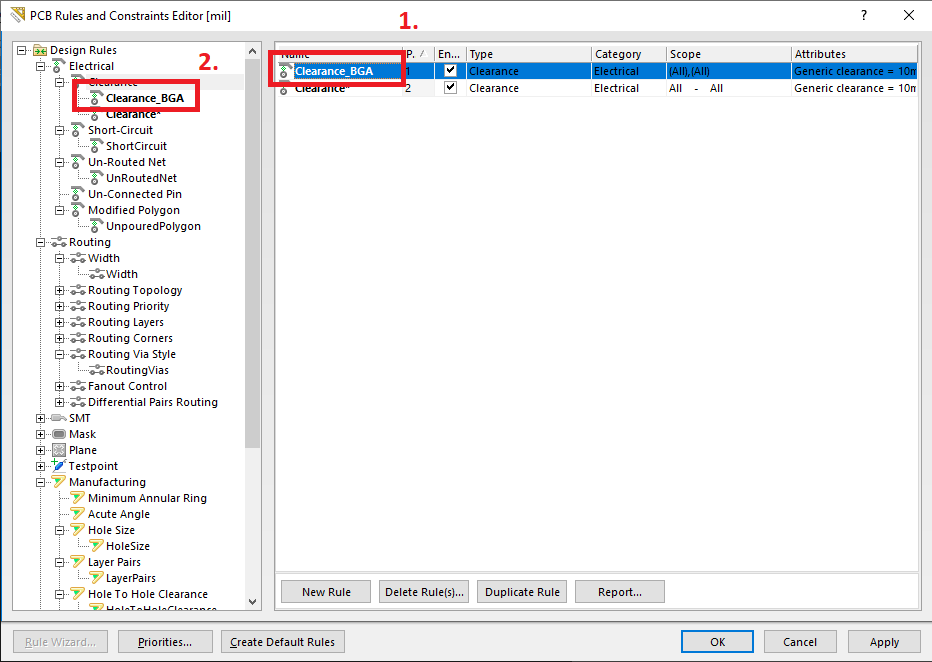 PCB Rules and Constraints Editor [mil]
?
1.
2.
Design Rules
Electrical
Clearance
Clearance_BGA
Clearance*
Short-Circuit
ShortCircuit
Un-Routed Net
UnRoutedNet
Un-Connected Pin
Modified Polygon
UnpouredPolygon
Routing
Width
Width
Routing Topology
Routing Priority
Routing Layers
Routing Corners
Routing Via Style
RoutingVias
Fanout Control
Differential Pairs Routing
SMT
Mask
Plane
Testpoint
Manufacturing
Minimum Annular Ring
Acute Angle
Hole Size
HoleSize
Layer Pairs
LayerPairs
Hole To Hole Clearance
HoleToHoleClearance
Name P. En... Type Category Scope Attributes
Clearance_BGA 1 Clearance Electrical (All),(All) Generic clearance = 10m
Clearance* 2 Clearance Electrical All - All Generic clearance = 10m
New Rule Delete Rule(s)... Duplicate Rule Report...
Rule Wizard... Priorities... Create Default Rules OK Cancel Apply